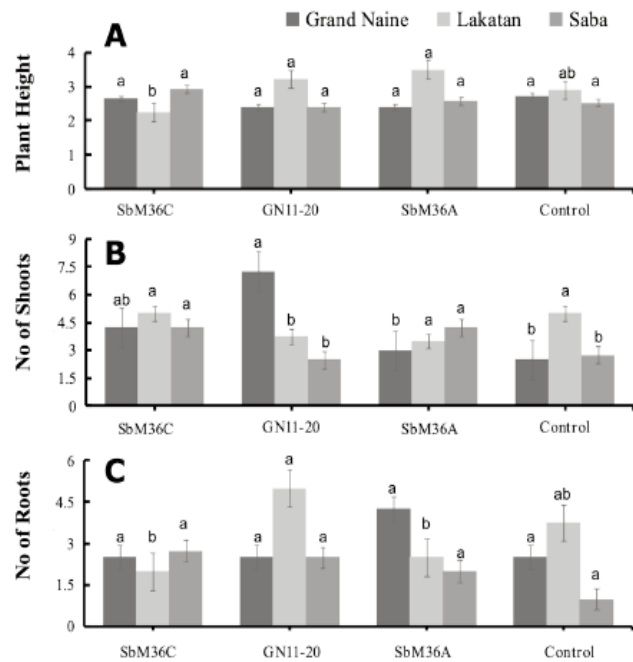 Grand Naine Lakatan Saba
A
Plant Height
4
3
2
1
0
a b a a a a a a a a ab a
SbM36C GN11-20 SbM36A Control
B
No of Shoots
9
7.5
6
4.5
3
1.5
0
ab a a a b b b a a b a b
SbM36C GN11-20 SbM36A Control
C
No of Roots
6
4.5
3
1.5
0
a b a a a a a b a a ab a
SbM36C GN11-20 SbM36A Control